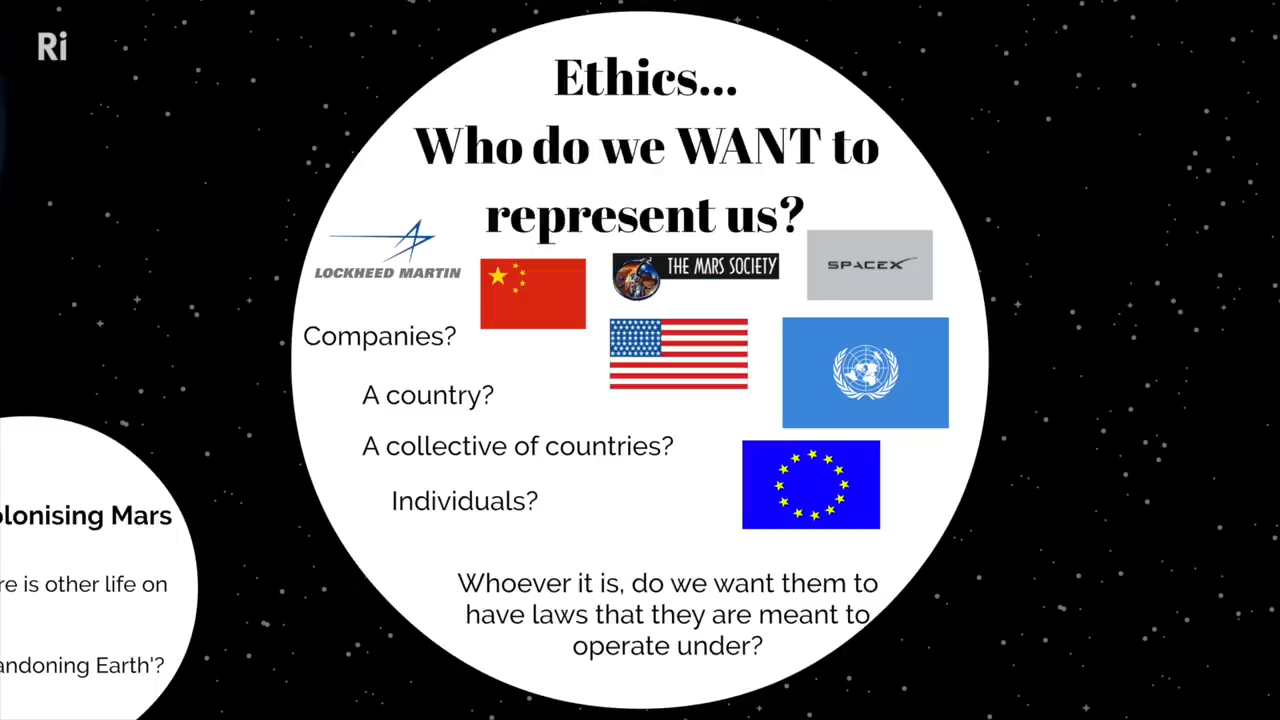 Ri
Ethics...
Who do we WANT to
represent us?
LOCKHEED MARTIN
THE MARS SOCIETY
SPACEX
Companies?
A country?
A collective of countries?
Individuals?
Whoever it is, do we want them to
have laws that they are meant to
operate under?
olonising Mars
re is other life on
andoning Earth'?